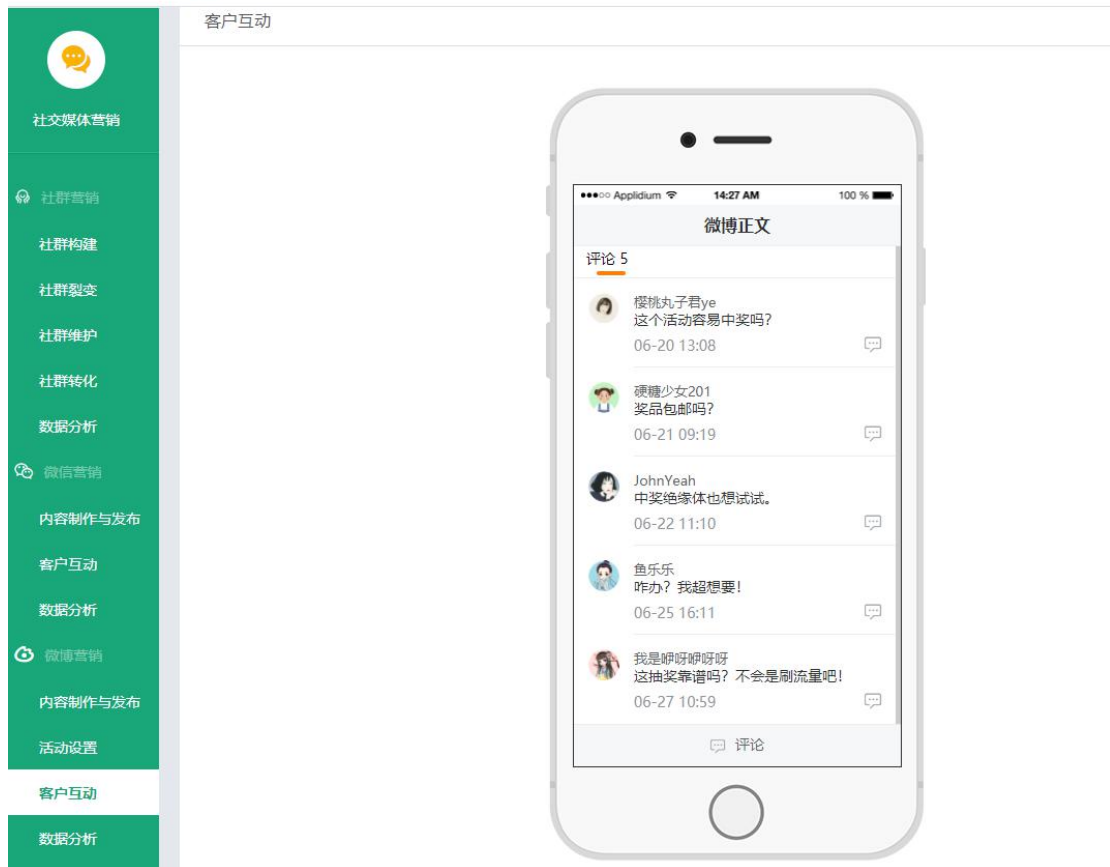 客户互动
社交媒体营销
社群营销
社群构建
社群裂变
社群维护
社群转化
数据分析
微信营销
内容制作与发布
客户互动
数据分析
微博营销
内容制作与发布
活动设置
客户互动
数据分析
Applidium 14:27 AM 100 %
微博正文
评论 5
樱桃丸子君ye
这个活动容易中奖吗?
06-20 13:08
硬糖少女201
奖品包邮吗?
06-21 09:19
JohnYeah
中奖绝缘体也想试试。
06-22 11:10
鱼乐乐
咋办? 我超想要!
06-25 16:11
我是咿呀咿呀呀
这抽奖靠谱吗? 不会是刷流量吧!
06-27 10:59
评论